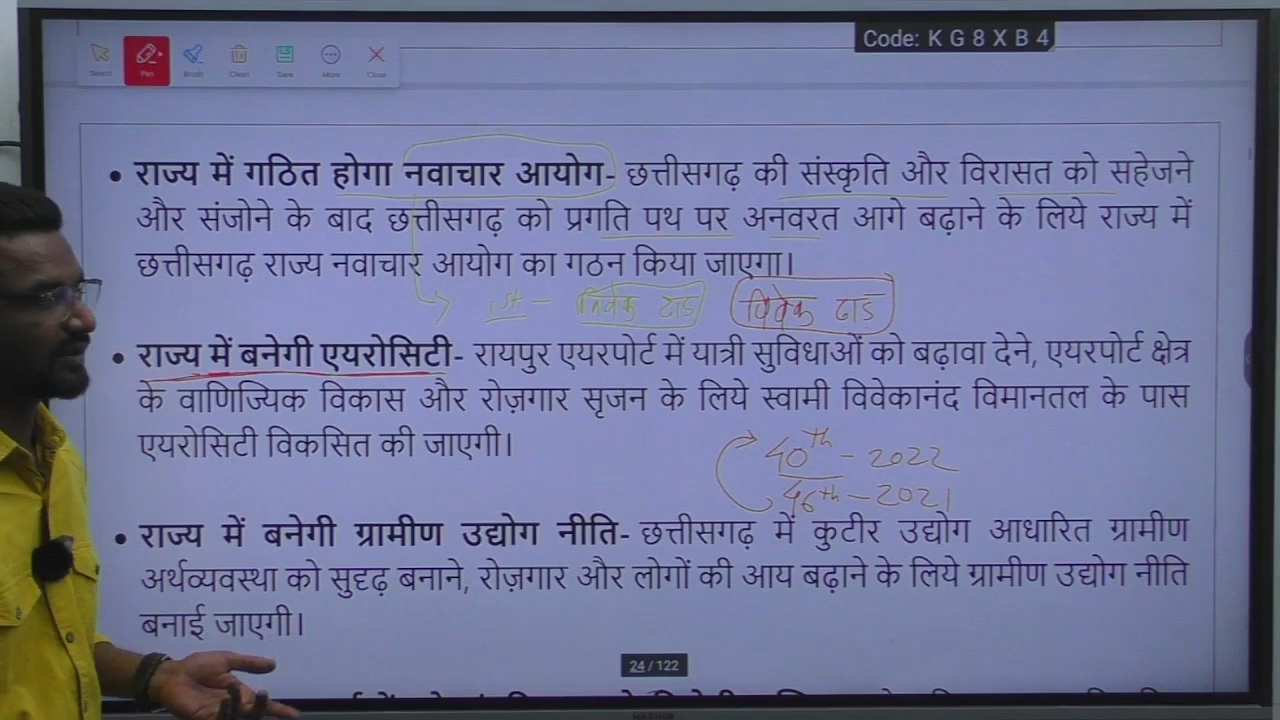 Code: K G 8 X B 4
Select Pen Brush Clean Save More Close
• राज्य में गठित होगा नवाचार आयोग- छत्तीसगढ़ की संस्कृति और विरासत को सहेजने
और संजोने के बाद छत्तीसगढ़ को प्रगति पथ पर अनवरत आगे बढ़ाने के लिये राज्य में
छत्तीसगढ़ राज्य नवाचार आयोग का गठन किया जाएगा।
1st - विवेक ढांड विवेक ढांड
• राज्य में बनेगी एयरोसिटी- रायपुर एयरपोर्ट में यात्री सुविधाओं को बढ़ावा देने, एयरपोर्ट क्षेत्र
के वाणिज्यिक विकास और रोज़गार सृजन के लिये स्वामी विवेकानंद विमानतल के पास
एयरोसिटी विकसित की जाएगी।
40th - 2022
46th - 2021
• राज्य में बनेगी ग्रामीण उद्योग नीति- छत्तीसगढ़ में कुटीर उद्योग आधारित ग्रामीण
अर्थव्यवस्था को सुदृढ़ बनाने, रोज़गार और लोगों की आय बढ़ाने के लिये ग्रामीण उद्योग नीति
बनाई जाएगी।
24 / 122